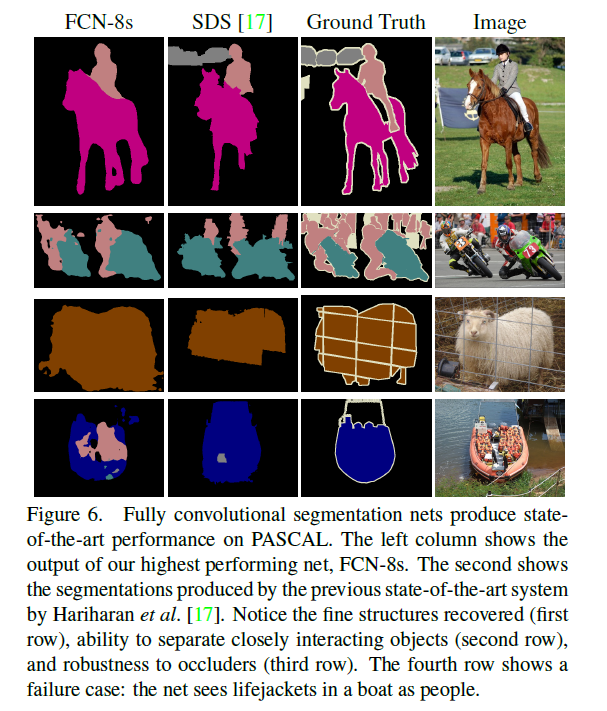 FCN-8s SDS [17] Ground Truth Image
Figure 6. Fully convolutional segmentation nets produce state-
of-the-art performance on PASCAL. The left column shows the
output of our highest performing net, FCN-8s. The second shows
the segmentations produced by the previous state-of-the-art system
by Hariharan et al. [17]. Notice the fine structures recovered (first
row), ability to separate closely interacting objects (second row),
and robustness to occluders (third row). The fourth row shows a
failure case: the net sees lifejackets in a boat as people.